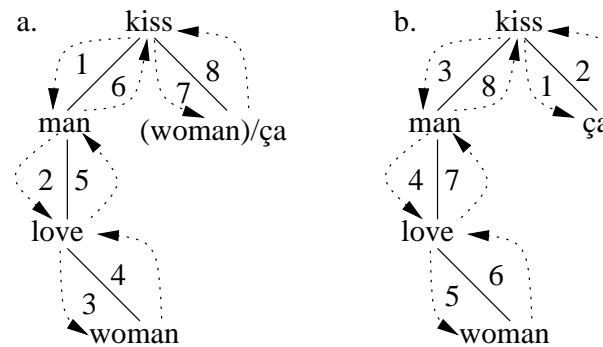 a. kiss
1 6 7 8
man (woman)/ça
2 5
love
3 4
woman
b. kiss
3 8 1 2
man ça
4 7
love
5 6
woman